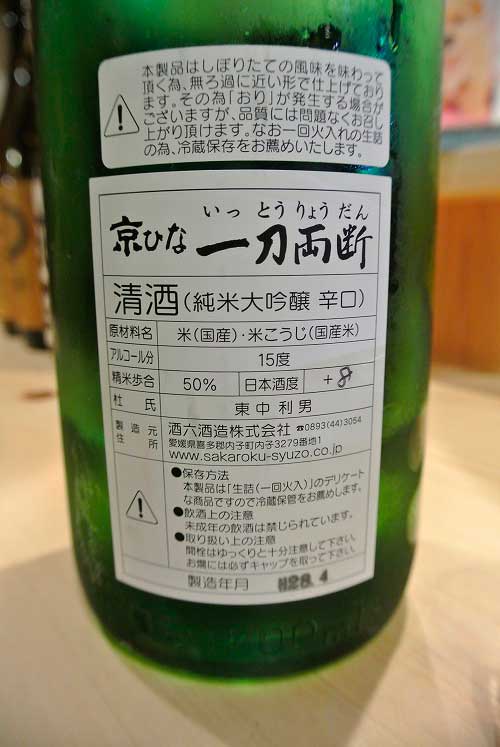 本製品はしぼりたての風味を味わって
頂く為、無ろ過に近い形で仕上げており
ます。その為「おり」が発生する場合が
ございますが、品質には問題なくお召し
上がり頂けます。なお一回火入れの生詰
の為、冷蔵保存をお薦めいたします。
いっとうりょうだん
京ひな 一刀両断
清酒(純米大吟醸 辛口)
原材料名 米(国産)・米こうじ(国産米)
アルコール分 15度
精米歩合 50% 日本酒度 +8
杜氏 東中利男
製造元 酒六酒造株式会社 ☎0893(44)3054
住所 愛媛県喜多郡内子町内子3279番地1
www.sakaroku-syuzo.co.jp
●保存方法
本製品は「生詰(一回火入)」のデリケート
な商品ですので冷蔵保管をお薦めします。
●飲酒上の注意
未成年の飲酒は禁じられています。
●取り扱い上の注意
開栓はゆっくりと十分注意して下さい。
お燗には必ずキャップを取って下さい。
製造年月 H28.4